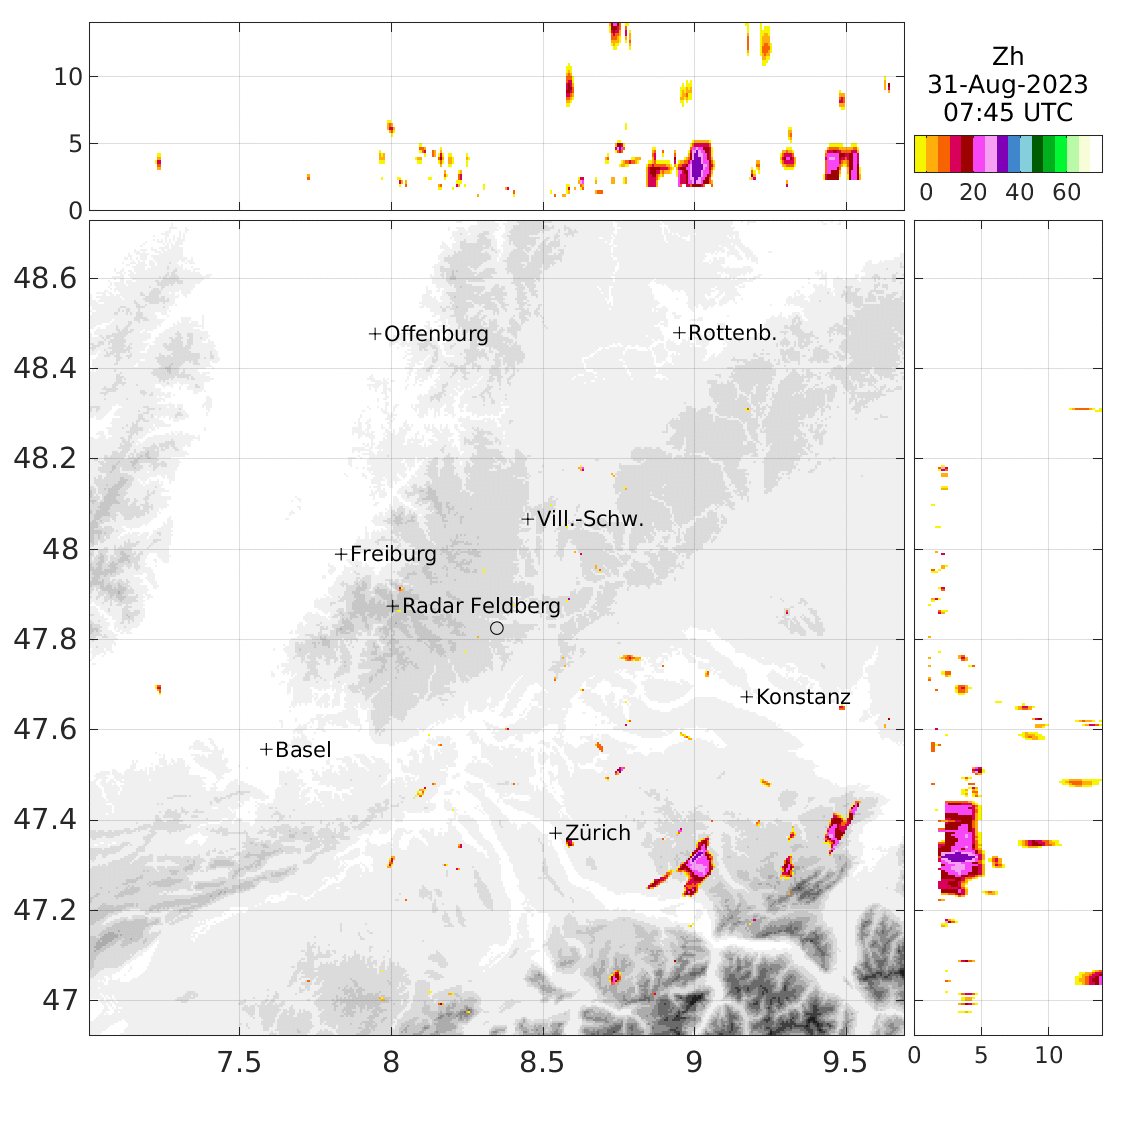 10
5
0
Zh
31-Aug-2023
07:45 UTC
0 20 40 60
48.6
48.4
48.2
48
47.8
47.6
47.4
47.2
47
Offenburg
Rottenb.
Vill.-Schw.
Freiburg
Radar Feldberg
Konstanz
Basel
Zürich
7.5 8 8.5 9 9.5
0 5 10